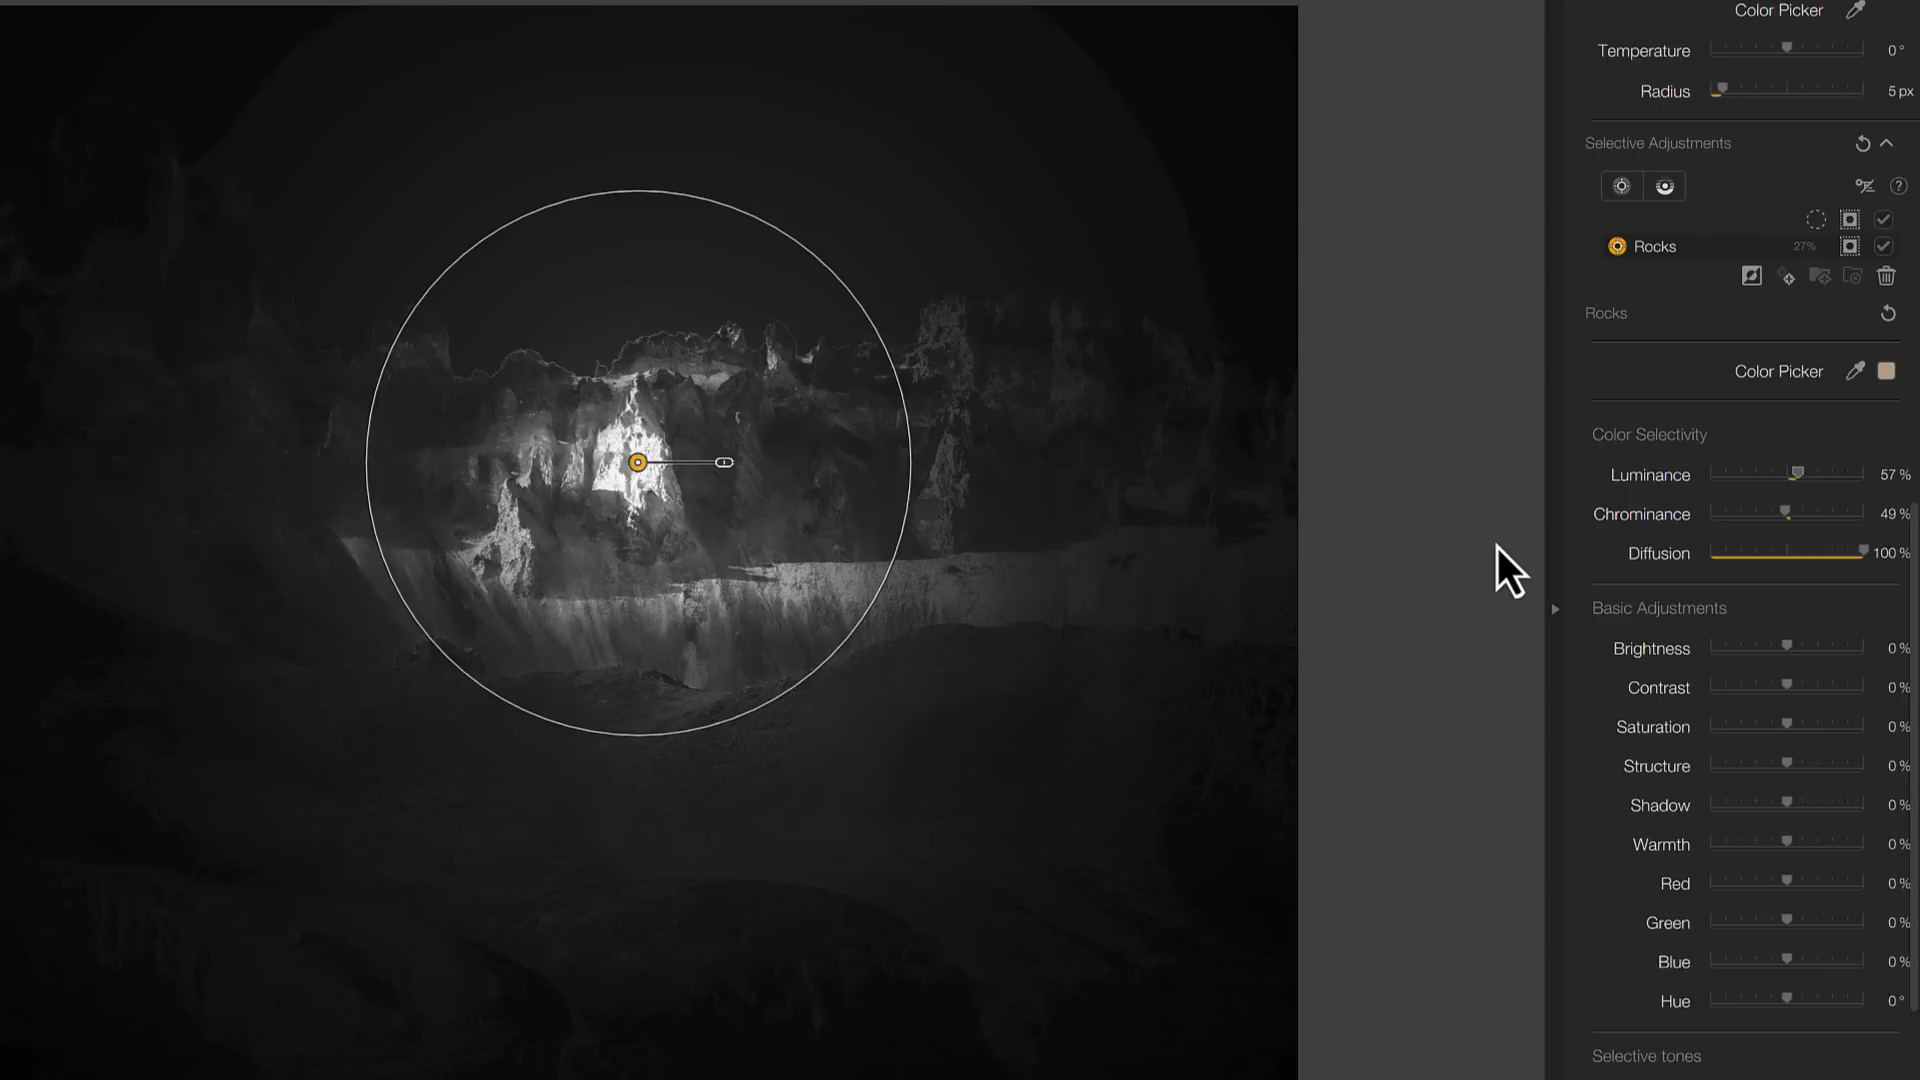 Color Picker
Temperature 0°
Radius 5 px
Selective Adjustments
?
Rocks 27%
Rocks
Color Picker
Color Selectivity
Luminance 57 %
Chrominance 49 %
Diffusion 100 %
Basic Adjustments
Brightness 0 %
Contrast 0 %
Saturation 0 %
Structure 0 %
Shadow 0 %
Warmth 0 %
Red 0 %
Green 0 %
Blue 0 %
Hue 0 °
Selective tones